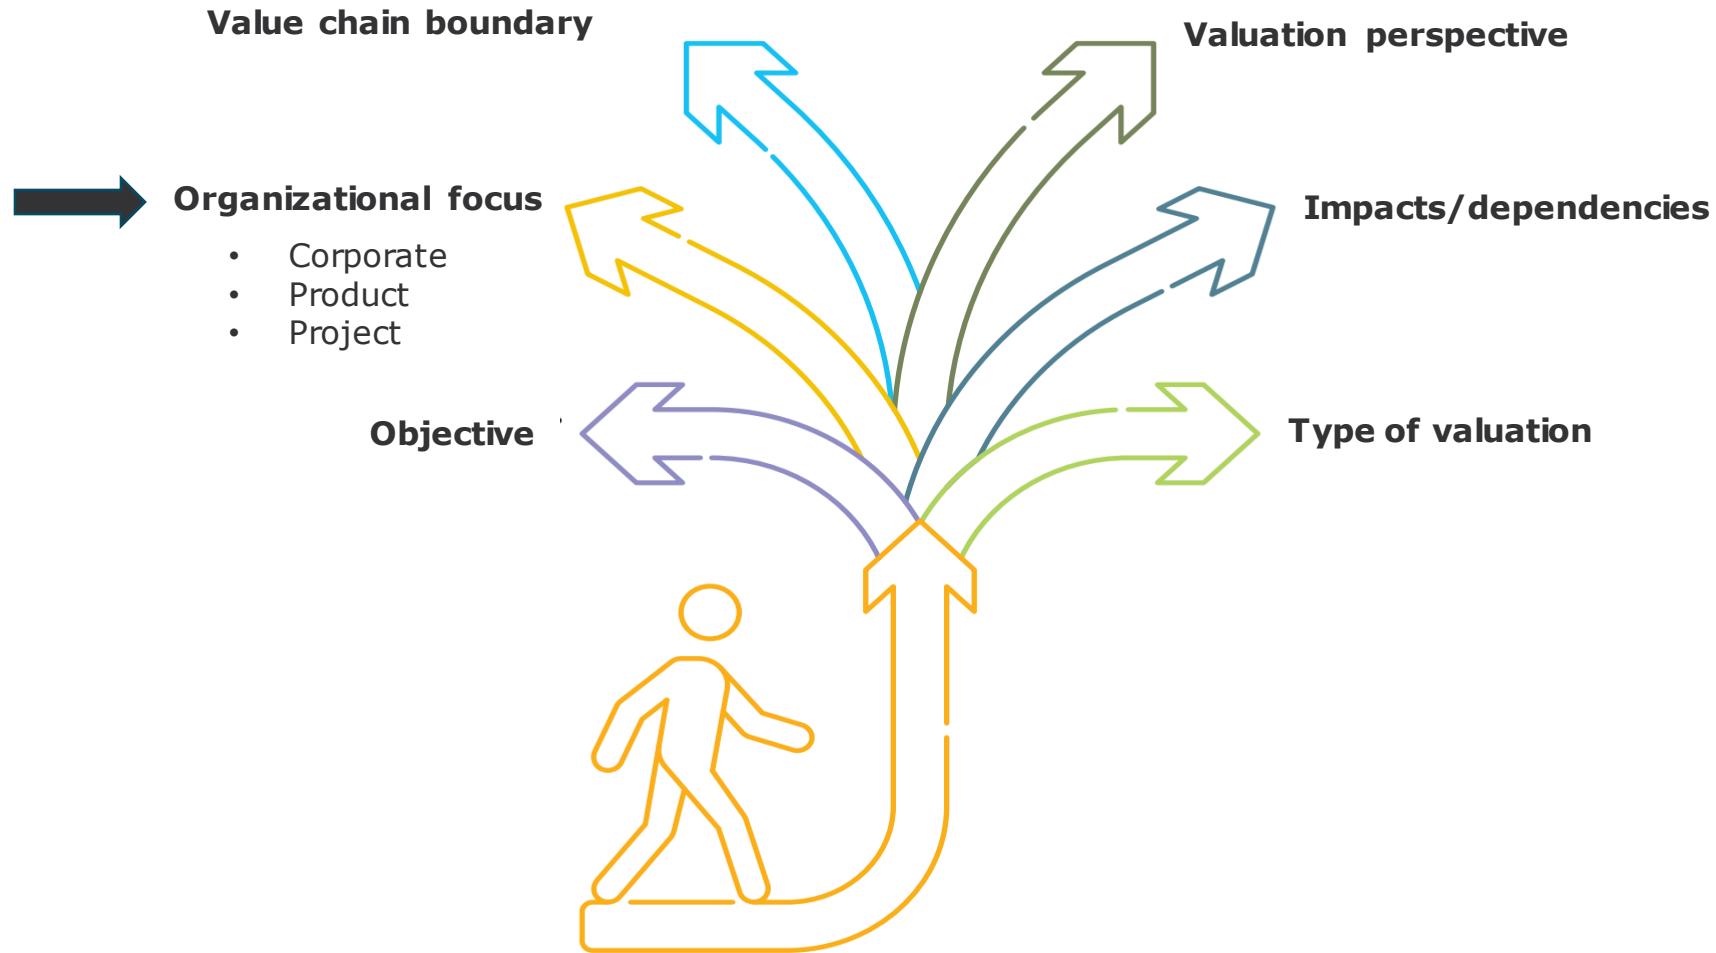 Value chain boundary
Valuation perspective
Organizational focus
• Corporate
• Product
• Project
Impacts/dependencies
Objective
Type of valuation